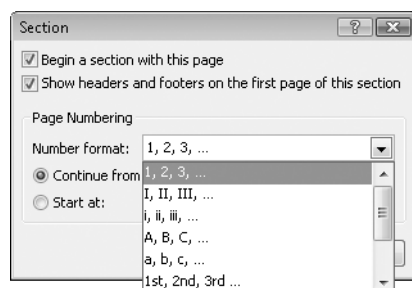 Section
Begin a section with this page
Show headers and footers on the first page of this section
Page Numbering
Number format: 1, 2, 3, ...
Continue from
1, 2, 3, ...
I, II, III, ...
Start at:
i, ii, iii, ...
A, B, C, ...
a, b, c, ...
1st, 2nd, 3rd ...